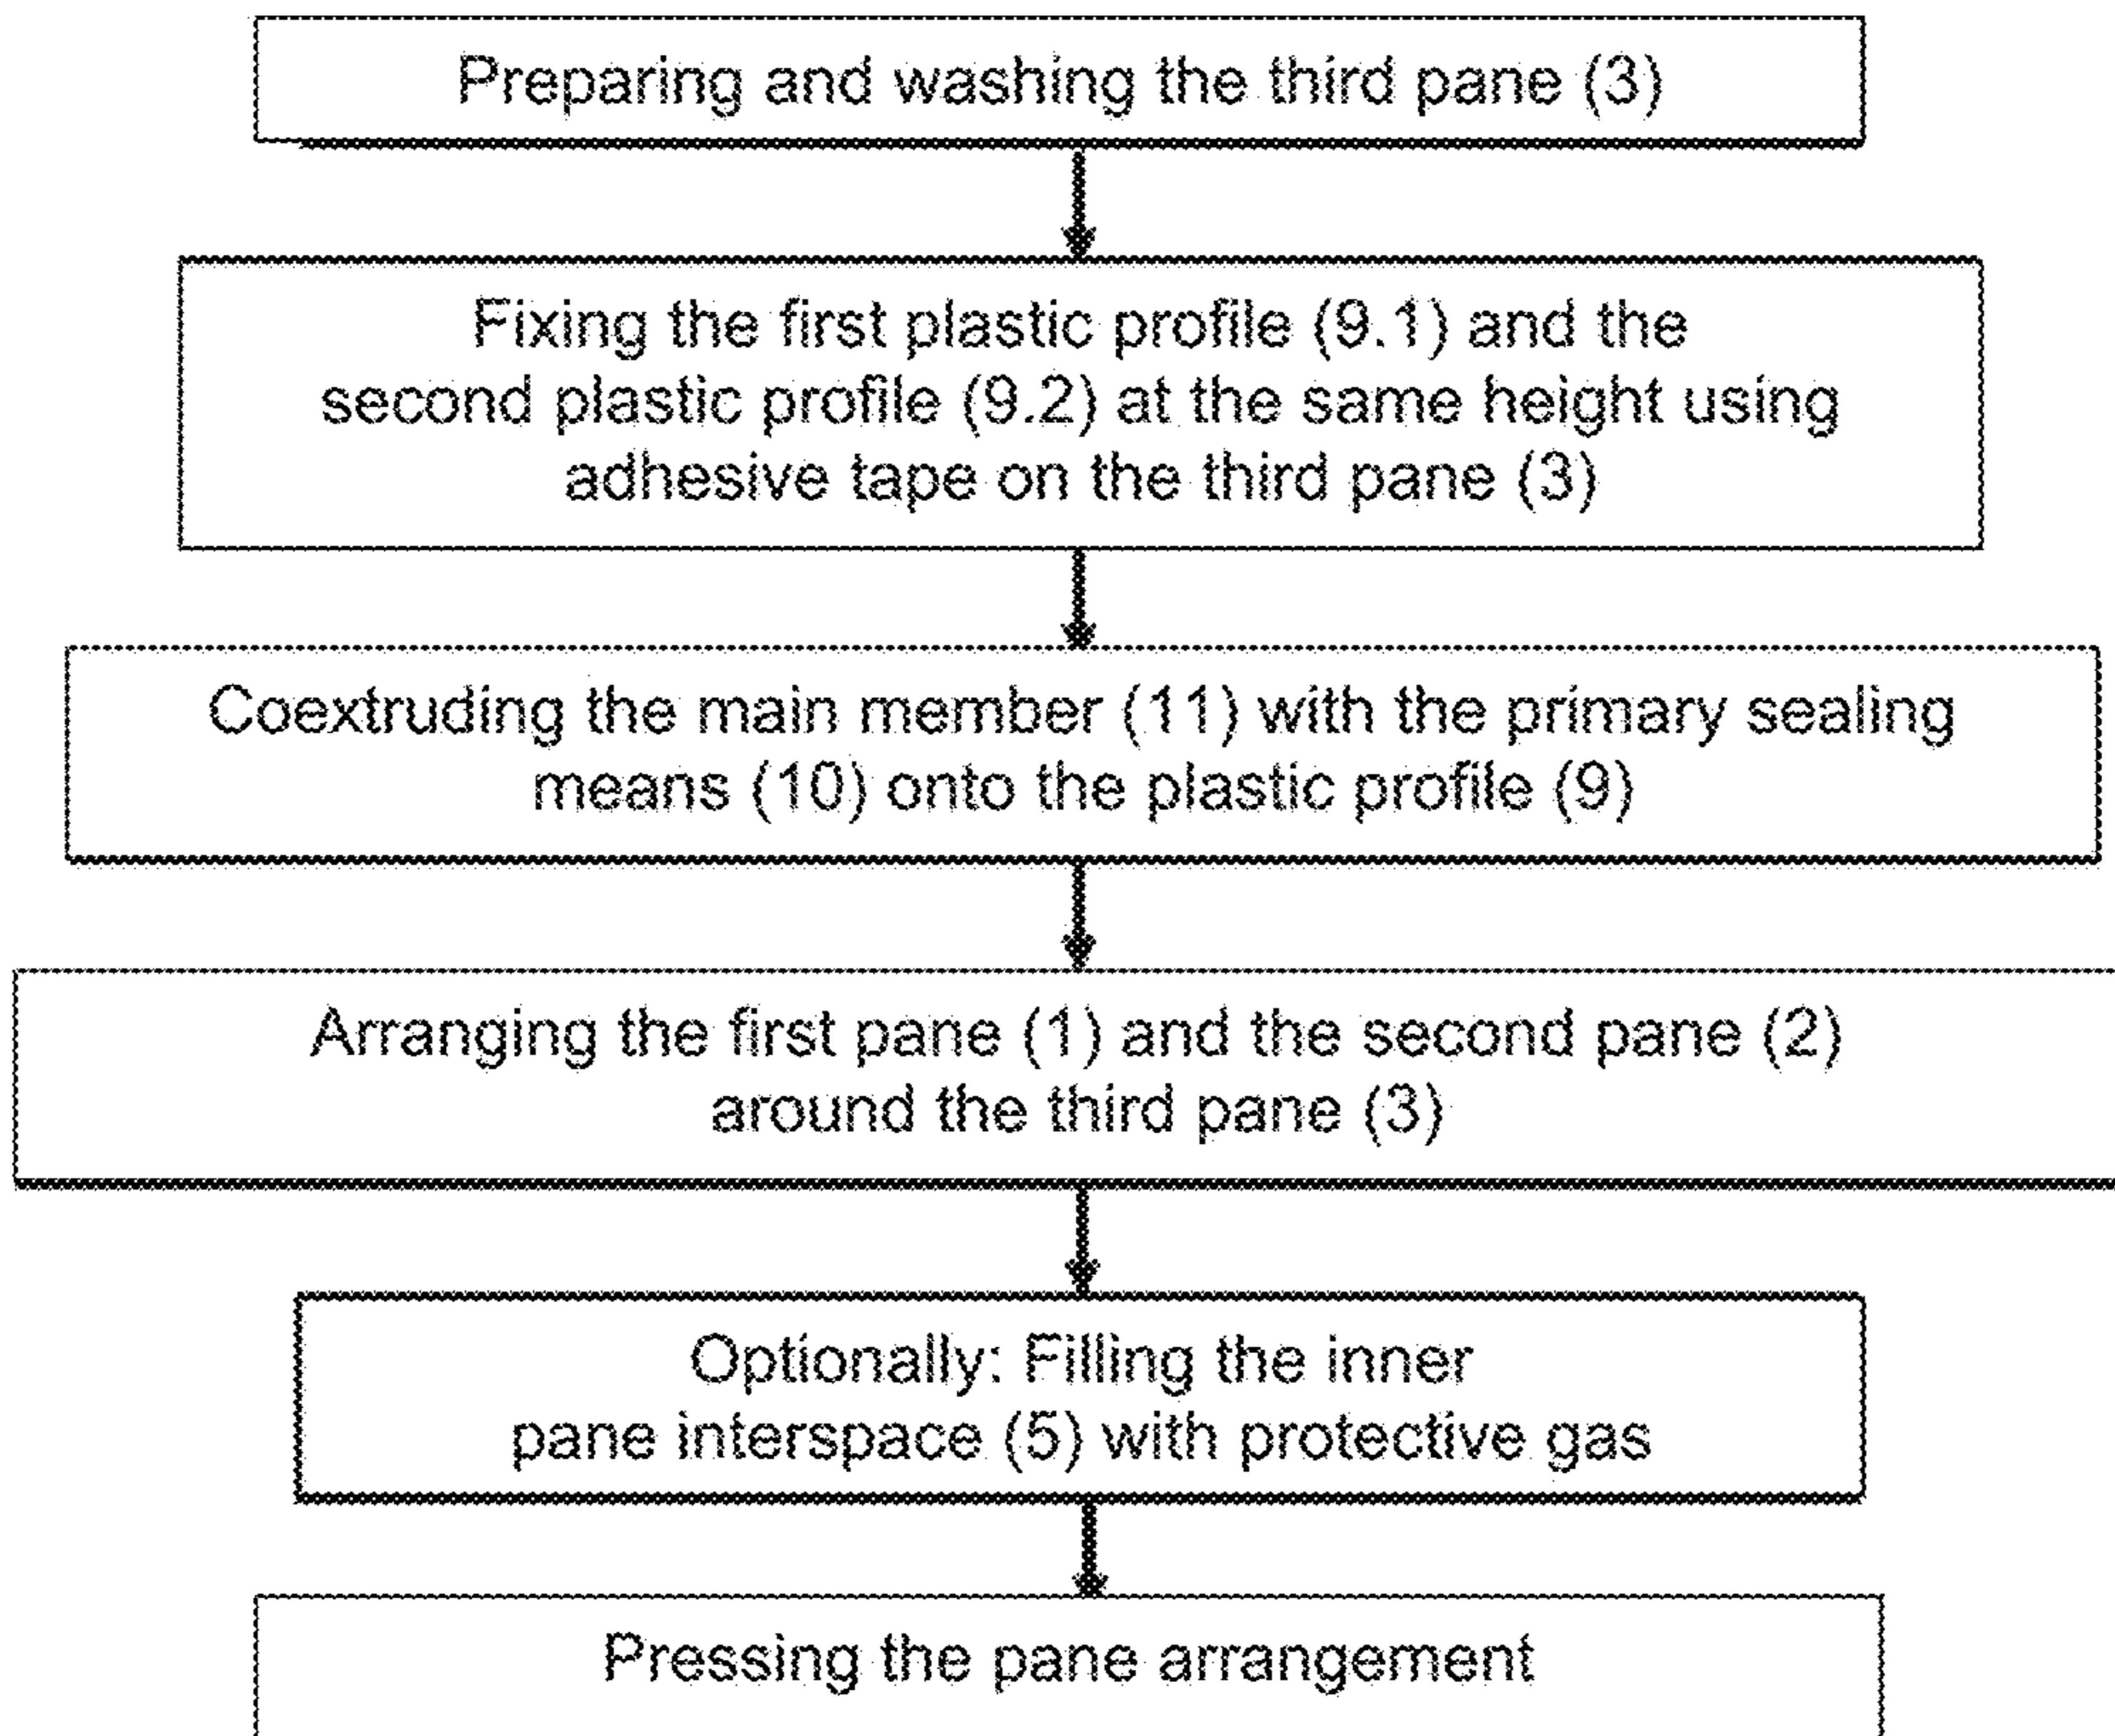 Preparing and washing the third pane (3)
Fixing the first plastic profile (9.1) and the
second plastic profile (9.2) at the same height using
adhesive tape on the third pane (3)
Coextruding the main member (11) with the primary sealing
means (10) onto the plastic profile (9)
Arranging the first pane (1) and the second pane (2)
around the third pane (3)
Optionally: Filling the inner
pane interspace (5) with protective gas
Pressing the pane arrangement